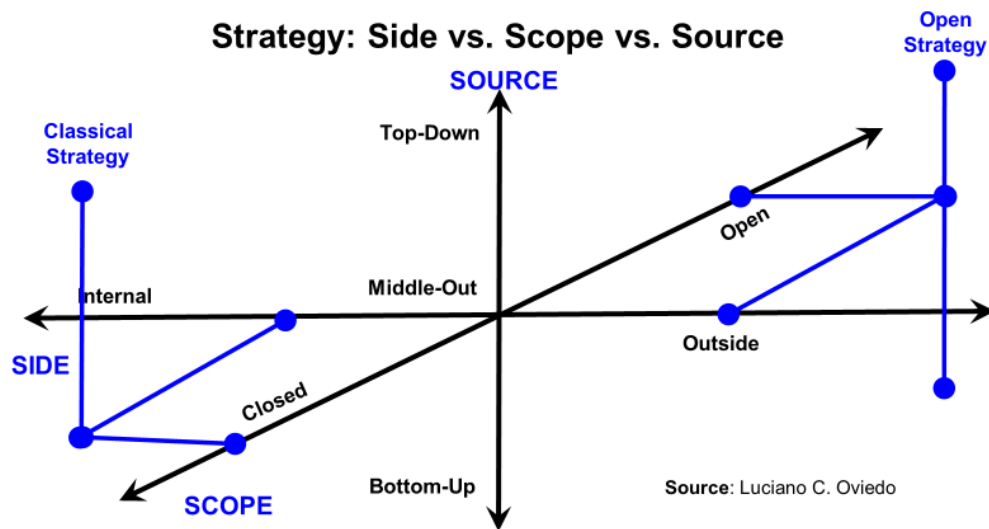 Strategy: Side vs. Scope vs. Source
Open
Strategy
SOURCE
Classical
Strategy
Top-Down
Open
Internal
Middle-Out
Outside
SIDE
Closed
Bottom-Up
Source: Luciano C. Oviedo
SCOPE